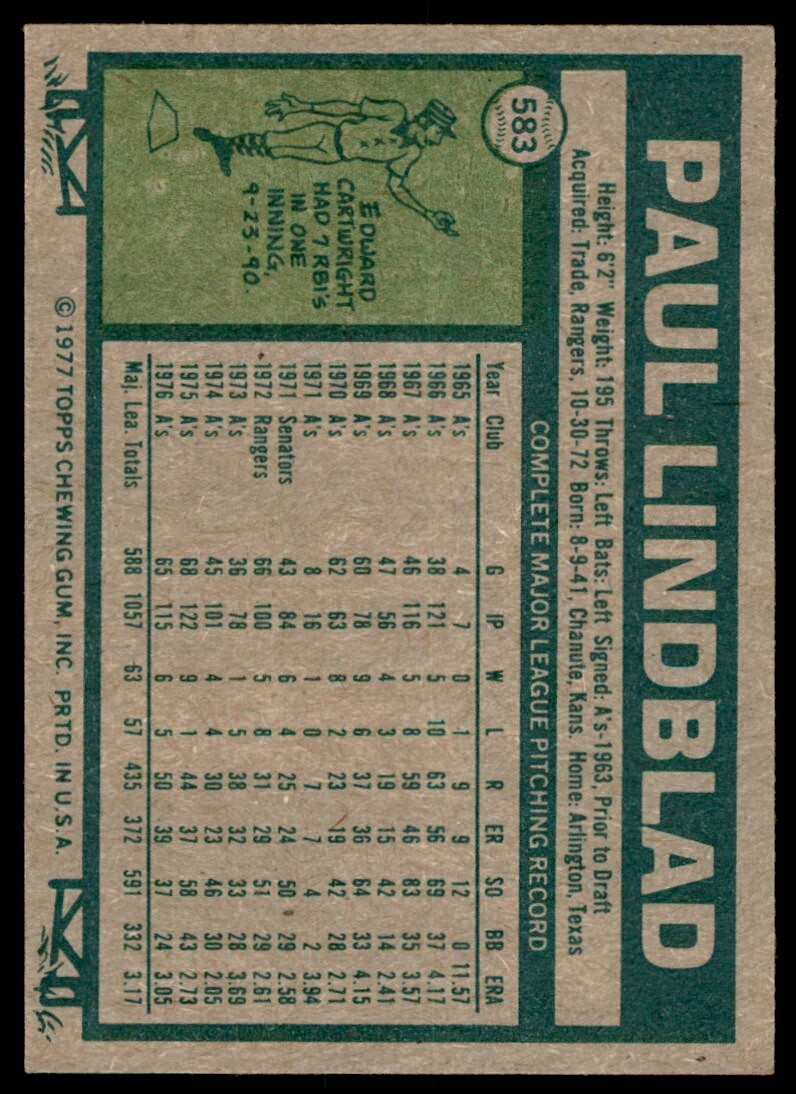 583
PAUL LINDBLAD
Height: 6'2" Weight: 195 Throws: Left Bats: Left Signed: A's-1963, Prior to Draft
Acquired: Trade, Rangers, 10-30-72 Born: 8-9-41, Chanute, Kans. Home: Arlington, Texas
EDWARD
CARTWRIGHT
HAD 7 RBI'S
IN ONE
INNING,
9-23-90.
COMPLETE MAJOR LEAGUE PITCHING RECORD
Year Club G IP W L R ER SO BB ERA
1965 A's 4 7 0 1 9 9 12 0 11.57
1966 A's 38 121 5 10 63 56 69 37 4.17
1967 A's 46 116 5 8 59 46 83 35 3.57
1968 A's 47 56 4 3 19 15 42 14 2.41
1969 A's 60 78 9 6 37 36 64 33 4.15
1970 A's 62 63 8 2 23 19 42 28 2.71
1971 A's 8 16 1 0 7 7 4 2 3.94
1971 Senators 43 84 6 4 25 24 50 29 2.58
1972 Rangers 66 100 5 8 31 29 51 29 2.61
1973 A's 36 78 1 5 38 32 33 28 3.69
1974 A's 45 101 4 4 30 23 46 30 2.05
1975 A's 68 122 9 1 44 37 58 43 2.73
1976 A's 65 115 6 5 50 39 37 24 3.05
Maj. Lea. Totals 588 1057 63 57 435 372 591 332 3.17
© 1977 TOPPS CHEWING GUM, INC. PRTD. IN U.S.A.